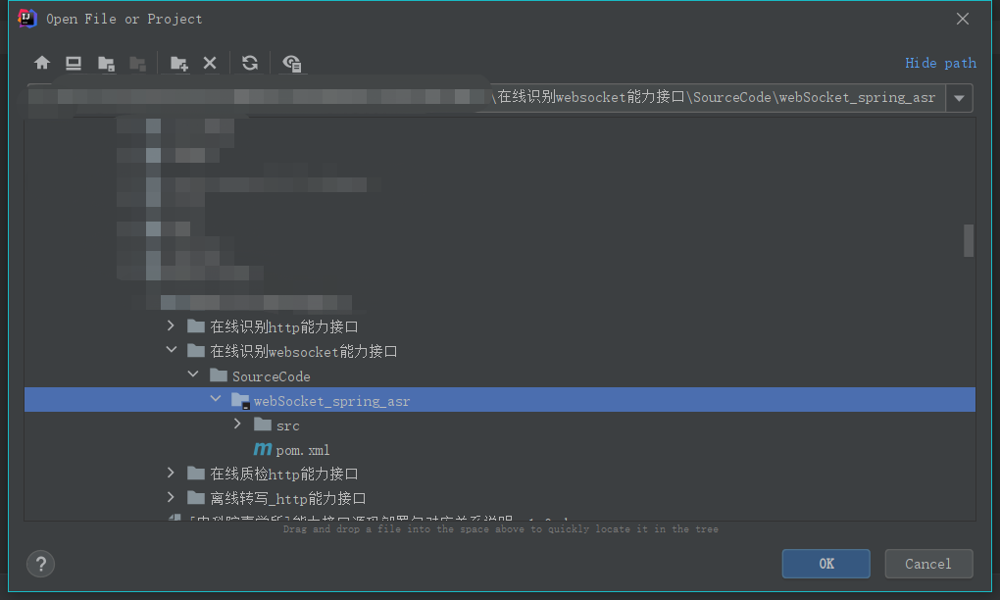 Open File or Project
Hide path
\在线识别websocket能力接口\SourceCode\webSocket_spring_asr
在线识别http能力接口
在线识别websocket能力接口
SourceCode
webSocket_spring_asr
src
pom.xml
在线质检http能力接口
离线转写_http能力接口
Drag and drop a file into the space above to quickly locate it in the tree
?
OK
Cancel